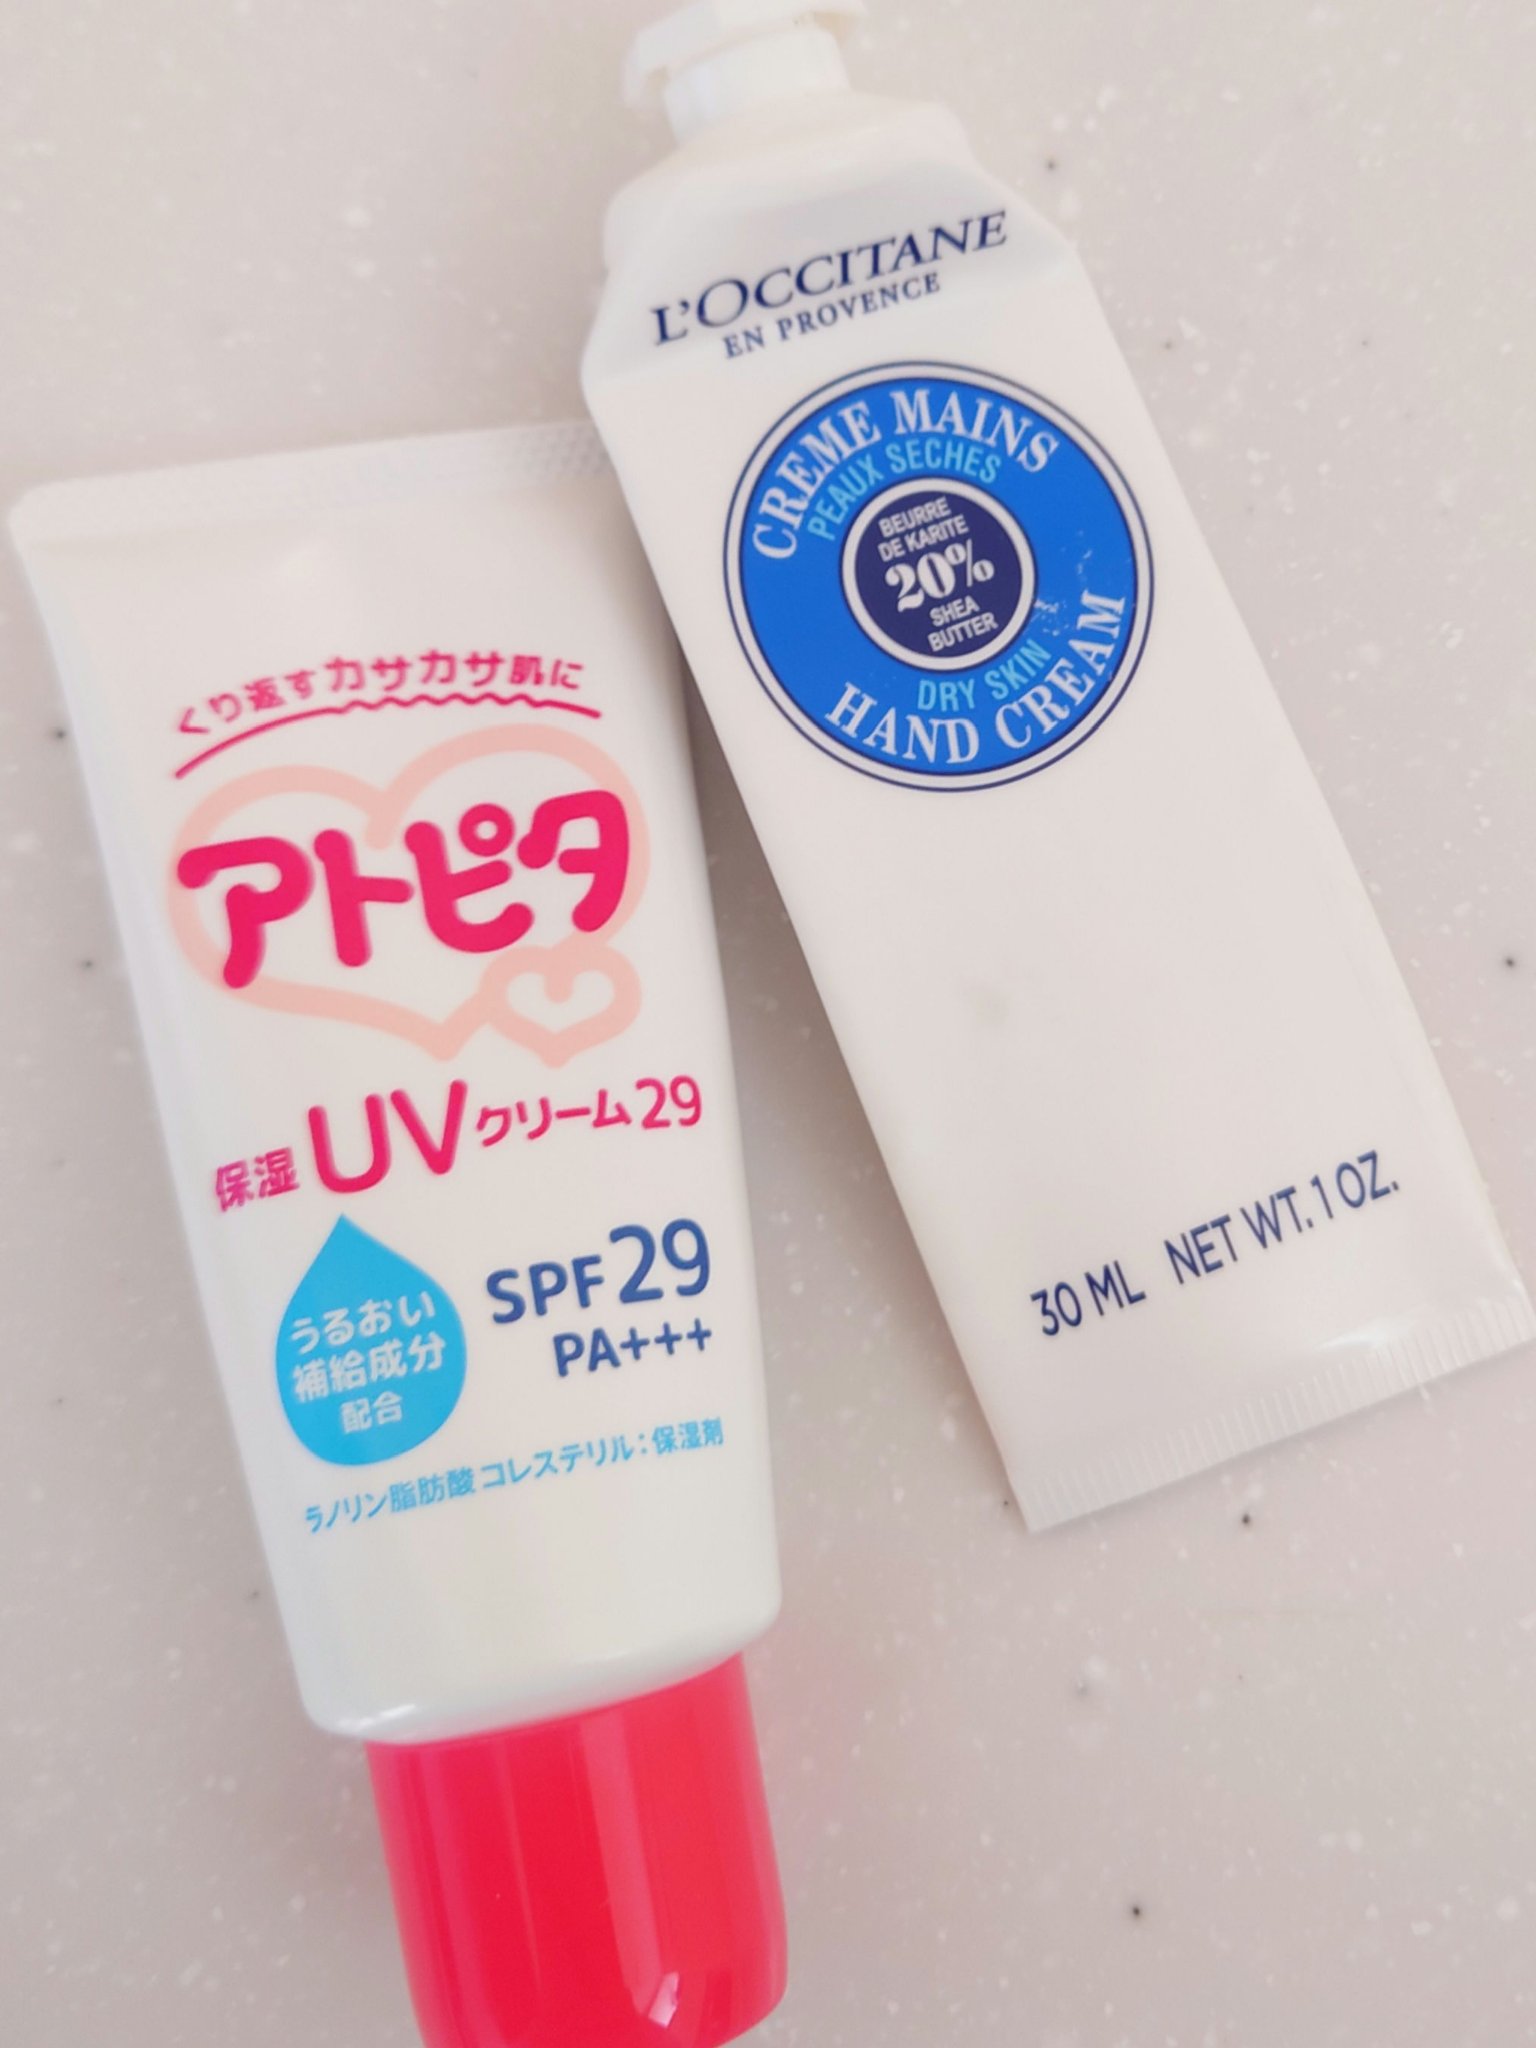 L'OCCITANE
EN PROVENCE
CREME MAINS
PEAUX SECHES
BEURRE
DE KARITE
20%
SHEA
BUTTER
DRY SKIN
HAND CREAM
30 ML NET WT. 1 OZ.
くり返すカサカサ肌に
アトピタ
保湿UVクリーム29
SPF29
PA+++
うるおい
補給成分
配合
ラノリン脂肪酸コレステリル：保湿剤